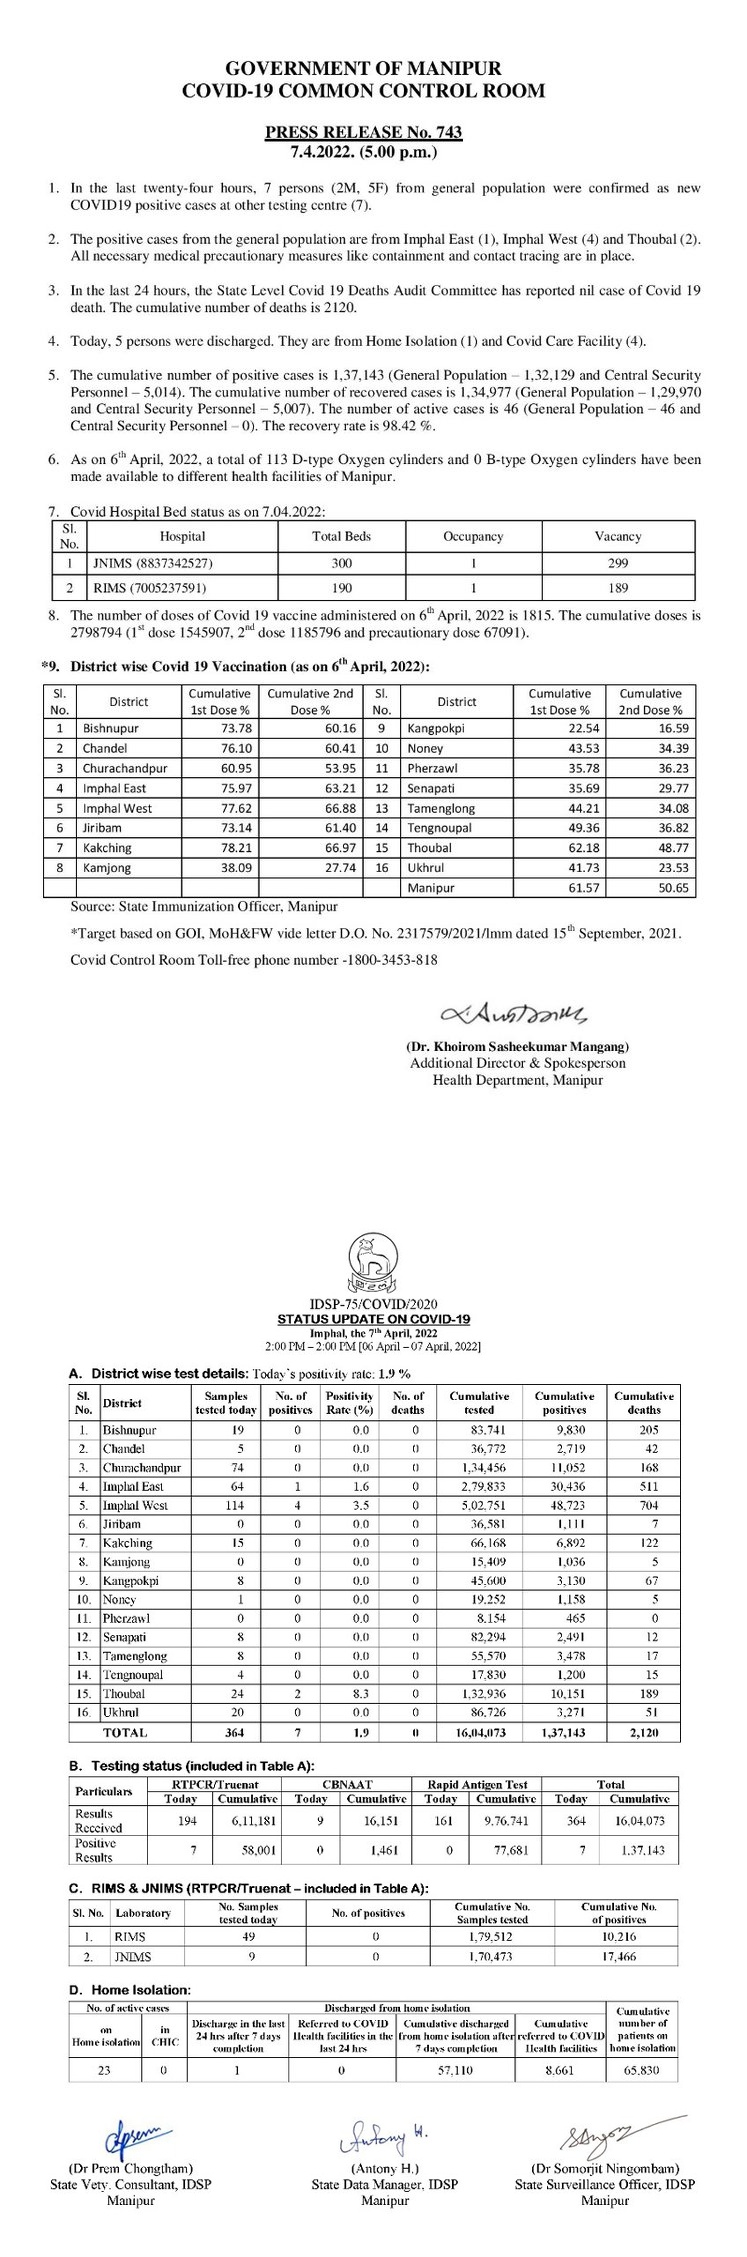 GOVERNMENT OF MANIPUR
COVID-19 COMMON CONTROL ROOM
PRESS RELEASE No. 743
7.4.2022. (5.00 p.m.)
1. In the last twenty-four hours, 7 persons (2M, 5F) from general population were confirmed as new
COVID19 positive cases at other testing centre (7).
2. The positive cases from the general population are from Imphal East (1), Imphal West (4) and Thoubal (2).
All necessary medical precautionary measures like containment and contact tracing are in place.
3. In the last 24 hours, the State Level Covid 19 Deaths Audit Committee has reported nil case of Covid 19
death. The cumulative number of deaths is 2120.
4. Today, 5 persons were discharged. They are from Home Isolation (1) and Covid Care Facility (4).
5. The cumulative number of positive cases is 1,37,143 (General Population – 1,32,129 and Central Security
Personnel – 5,014). The cumulative number of recovered cases is 1,34,977 (General Population – 1,29,970
and Central Security Personnel – 5,007). The number of active cases is 46 (General Population – 46 and
Central Security Personnel – 0). The recovery rate is 98.42 %.
6. As on 6th April, 2022, a total of 113 D-type Oxygen cylinders and 0 B-type Oxygen cylinders have been
made available to different health facilities of Manipur.
7. Covid Hospital Bed status as on 7.04.2022:
Sl. No. Hospital Total Beds Occupancy Vacancy
1 JNIMS (8837342527) 300 1 299
2 RIMS (7005237591) 190 1 189
8. The number of doses of Covid 19 vaccine administered on 6th April, 2022 is 1815. The cumulative doses is
2798794 (1st dose 1545907, 2nd dose 1185796 and precautionary dose 67091).
*9. District wise Covid 19 Vaccination (as on 6th April, 2022):
Sl. No. District Cumulative 1st Dose % Cumulative 2nd Dose % Sl. No. District Cumulative 1st Dose % Cumulative 2nd Dose %
1 Bishnupur 73.78 60.16 9 Kangpokpi 22.54 16.59
2 Chandel 76.10 60.41 10 Noney 43.53 34.39
3 Churachandpur 60.95 53.95 11 Pherzawl 35.78 36.23
4 Imphal East 75.97 63.21 12 Senapati 35.69 29.77
5 Imphal West 77.62 66.88 13 Tamenglong 44.21 34.08
6 Jiribam 73.14 61.40 14 Tengnoupal 49.36 36.82
7 Kakching 78.21 66.97 15 Thoubal 62.18 48.77
8 Kamjong 38.09 27.74 16 Ukhrul 41.73 23.53
Manipur 61.57 50.65
Source: State Immunization Officer, Manipur
*Target based on GOI, MoH&FW vide letter D.O. No. 2317579/2021/Imm dated 15th September, 2021.
Covid Control Room Toll-free phone number -1800-3453-818
(Dr. Khoirom Sasheekumar Mangang)
Additional Director & Spokesperson
Health Department, Manipur
IDSP-75/COVID/2020
STATUS UPDATE ON COVID-19
Imphal, the 7th April, 2022
2:00 PM – 2:00 PM [06 April – 07 April, 2022]
A. District wise test details: Today's positivity rate: 1.9 %
Sl. No. District Samples tested today No. of positives Positivity Rate (%) No. of deaths Cumulative tested Cumulative positives Cumulative deaths
1. Bishnupur 19 0 0.0 0 83,741 9,830 205
2. Chandel 5 0 0.0 0 36,772 2,719 42
3. Churachandpur 74 0 0.0 0 1,34,456 11,052 168
4. Imphal East 64 1 1.6 0 2,79,833 30,436 511
5. Imphal West 114 4 3.5 0 5,02,751 48,723 704
6. Jiribam 0 0 0.0 0 36,581 1,111 7
7. Kakching 15 0 0.0 0 66,168 6,892 122
8. Kamjong 0 0 0.0 0 15,409 1,036 5
9. Kangpokpi 8 0 0.0 0 45,600 3,130 67
10. Noney 1 0 0.0 0 19,252 1,158 5
11. Pherzawl 0 0 0.0 0 8,154 465 0
12. Senapati 8 0 0.0 0 82,294 2,491 12
13. Tamenglong 8 0 0.0 0 55,570 3,478 17
14. Tengnoupal 4 0 0.0 0 17,830 1,200 15
15. Thoubal 24 2 8.3 0 1,32,936 10,151 189
16. Ukhrul 20 0 0.0 0 86,726 3,271 51
TOTAL 364 7 1.9 0 16,04,073 1,37,143 2,120
B. Testing status (included in Table A):
Particulars RTPCR/Truenat CBNAAT Rapid Antigen Test Total
Today Cumulative Today Cumulative Today Cumulative Today Cumulative
Results Received 194 6,11,181 9 16,151 161 9,76,741 364 16,04,073
Positive Results 7 58,001 0 1,461 0 77,681 7 1,37,143
C. RIMS & JNIMS (RTPCR/Truenat – included in Table A):
Sl. No. Laboratory No. Samples tested today No. of positives Cumulative No. Samples tested Cumulative No. of positives
1. RIMS 49 0 1,79,512 10,216
2. JNIMS 9 0 1,70,473 17,466
D. Home Isolation:
No. of active cases Discharged from home isolation Cumulative number of patients on home isolation
on Home isolation in CHIC Discharge in the last 24 hrs after 7 days completion Referred to COVID Health facilities in the last 24 hrs Cumulative discharged from home isolation after 7 days completion Cumulative referred to COVID Health facilities
23 0 1 0 57,110 8,661 65,830
Antony H.
(Dr Prem Chongtham) (Antony H.) (Dr Somorjit Ningombam)
State Vety. Consultant, IDSP State Data Manager, IDSP State Surveillance Officer, IDSP
Manipur Manipur Manipur